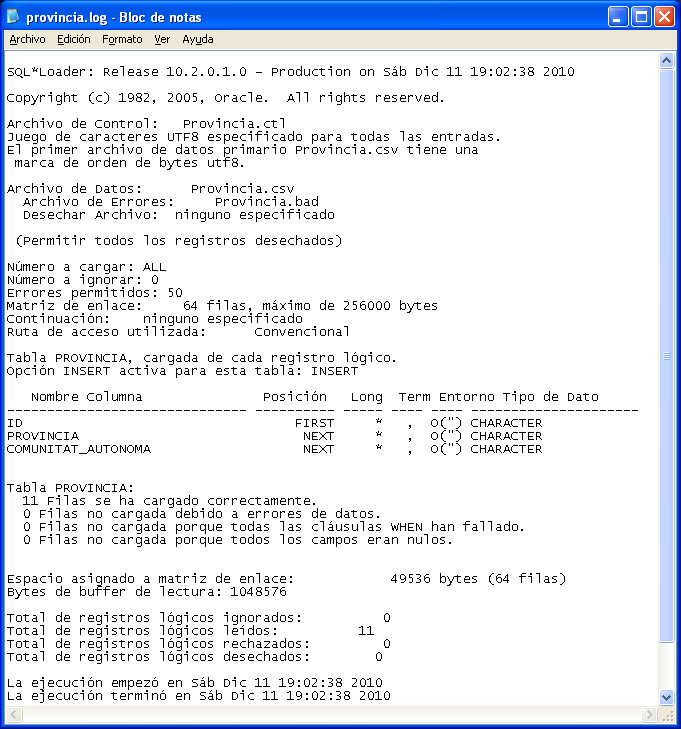 provincia.log - Bloc de notas
Archivo Edición Formato Ver Ayuda
SQL*Loader: Release 10.2.0.1.0 - Production on Sáb Dic 11 19:02:38 2010
Copyright (c) 1982, 2005, Oracle.  All rights reserved.
Archivo de Control:   Provincia.ctl
Juego de caracteres UTF8 especificado para todas las entradas.
El primer archivo de datos primario Provincia.csv tiene una
 marca de orden de bytes utf8.
Archivo de Datos:      Provincia.csv
  Archivo de Errores:     Provincia.bad
  Desechar Archivo:  ninguno especificado
 (Permitir todos los registros desechados)
Número a cargar: ALL
Número a ignorar: 0
Errores permitidos: 50
Matriz de enlace:     64 filas, máximo de 256000 bytes
Continuación:    ninguno especificado
Ruta de acceso utilizada:      Convencional
Tabla PROVINCIA, cargada de cada registro lógico.
Opción INSERT activa para esta tabla: INSERT
   Nombre Columna               Posición   Long  Term Entorno Tipo de Dato
------------------------------ ---------- ----- ---- ---- ---------------------
ID                                  FIRST     *   ,  O(") CHARACTER
PROVINCIA                            NEXT     *   ,  O(") CHARACTER
COMUNITAT_AUTONOMA                   NEXT     *   ,  O(") CHARACTER
Tabla PROVINCIA:
  11 Filas se ha cargado correctamente.
  0 Filas no cargada debido a errores de datos.
  0 Filas no cargada porque todas las cláusulas WHEN han fallado.
  0 Filas no cargada porque todos los campos eran nulos.
Espacio asignado a matriz de enlace:            49536 bytes (64 filas)
Bytes de buffer de lectura: 1048576
Total de registros lógicos ignorados:          0
Total de registros lógicos leídos:          11
Total de registros lógicos rechazados:         0
Total de registros lógicos desechados:        0
La ejecución empezó en Sáb Dic 11 19:02:38 2010
La ejecución terminó en Sáb Dic 11 19:02:38 2010